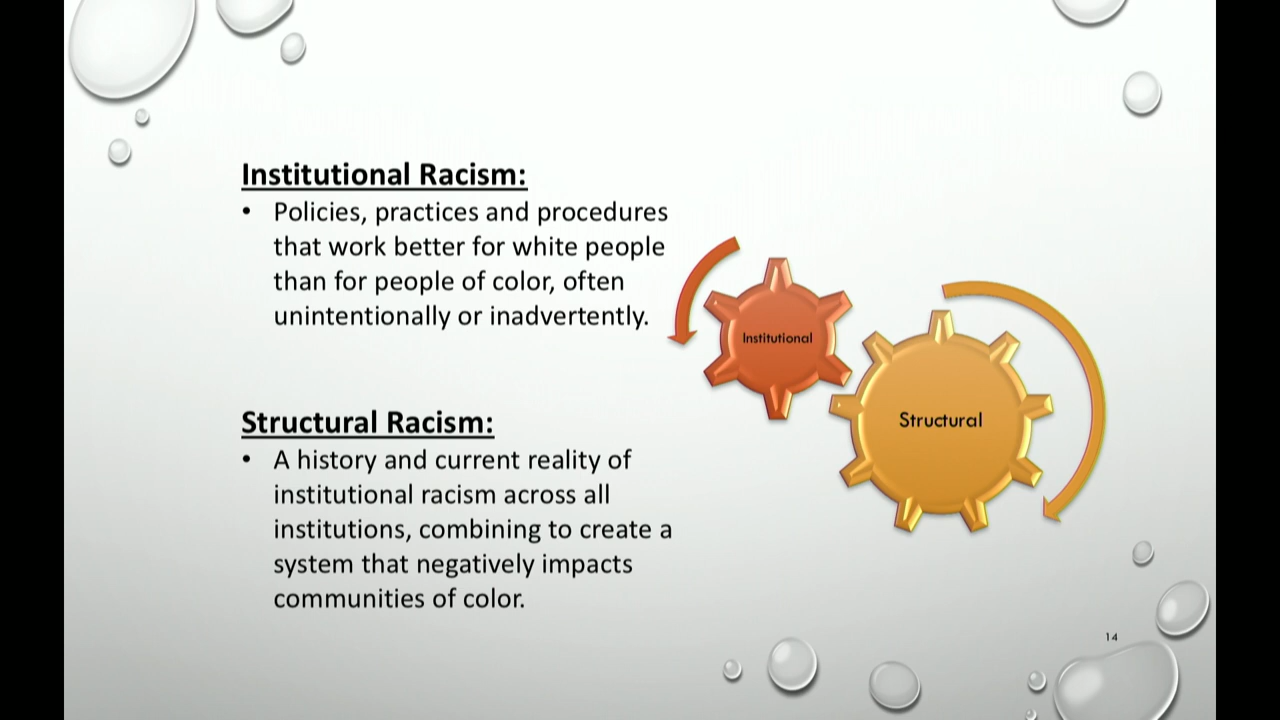 Institutional Racism:
• Policies, practices and procedures
that work better for white people
than for people of color, often
unintentionally or inadvertently.
Structural Racism:
• A history and current reality of
institutional racism across all
institutions, combining to create a
system that negatively impacts
communities of color.
Institutional
Structural
14